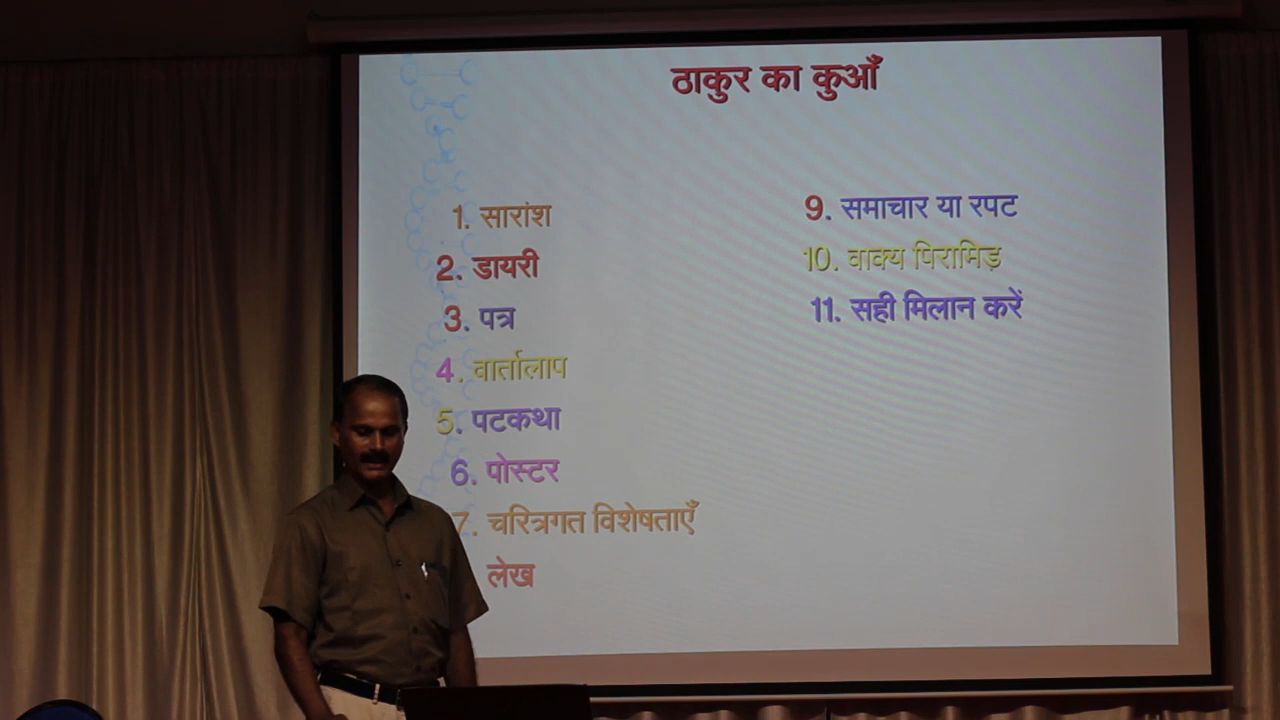 ठाकुर का कुआँ
1. सारांश
2. डायरी
3. पत्र
4. वार्तालाप
5. पटकथा
6. पोस्टर
7. चरित्रगत विशेषताएँ
लेख
9. समाचार या रपट
10. वाक्य पिरामिड़
11. सही मिलान करें